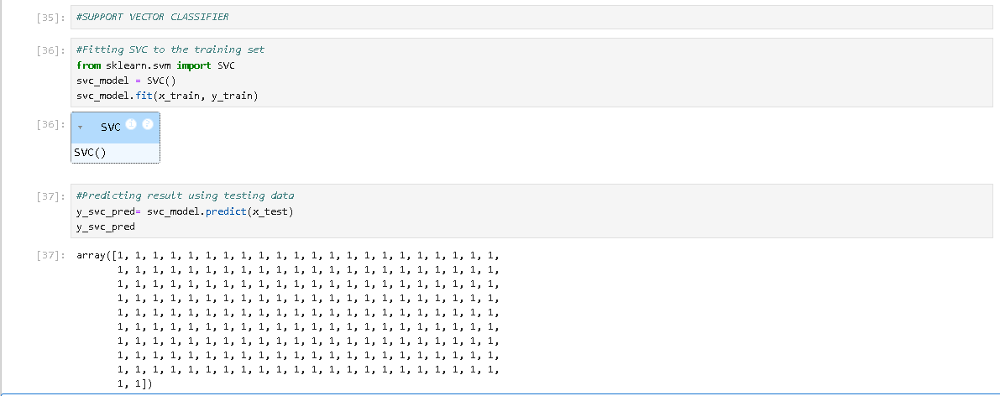 [35]: #SUPPORT VECTOR CLASSIFIER
[36]: #Fitting SVC to the training set
from sklearn.svm import SVC
svc_model = SVC()
svc_model.fit(x_train, y_train)
[36]: SVC i ?
SVC()
[37]: #Predicting result using testing data
y_svc_pred= svc_model.predict(x_test)
y_svc_pred
[37]: array([1, 1, 1, 1, 1, 1, 1, 1, 1, 1, 1, 1, 1, 1, 1, 1, 1, 1, 1, 1, 1, 1,
1, 1, 1, 1, 1, 1, 1, 1, 1, 1, 1, 1, 1, 1, 1, 1, 1, 1, 1, 1, 1, 1,
1, 1, 1, 1, 1, 1, 1, 1, 1, 1, 1, 1, 1, 1, 1, 1, 1, 1, 1, 1, 1, 1,
1, 1, 1, 1, 1, 1, 1, 1, 1, 1, 1, 1, 1, 1, 1, 1, 1, 1, 1, 1, 1, 1,
1, 1, 1, 1, 1, 1, 1, 1, 1, 1, 1, 1, 1, 1, 1, 1, 1, 1, 1, 1, 1, 1,
1, 1, 1, 1, 1, 1, 1, 1, 1, 1, 1, 1, 1, 1, 1, 1, 1, 1, 1, 1, 1, 1,
1, 1, 1, 1, 1, 1, 1, 1, 1, 1, 1, 1, 1, 1, 1, 1, 1, 1, 1, 1, 1, 1,
1, 1, 1, 1, 1, 1, 1, 1, 1, 1, 1, 1, 1, 1, 1, 1, 1, 1, 1, 1, 1, 1,
1, 1, 1, 1, 1, 1, 1, 1, 1, 1, 1, 1, 1, 1, 1, 1, 1, 1, 1, 1, 1, 1,
1, 1])